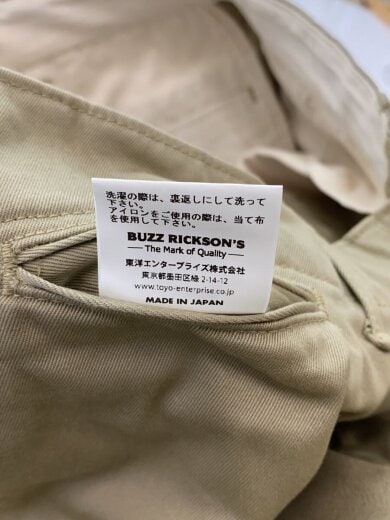 洗濯の際は、裏返しにして洗って
下さい。
アイロンをご使用の際は、当て布
を使用して下さい。
BUZZ RICKSON'S
The Mark of Quality
東洋エンタープライズ株式会社
東京都墨田区緑 2-14-12
www.toyo-enterprise.co.jp
MADE IN JAPAN